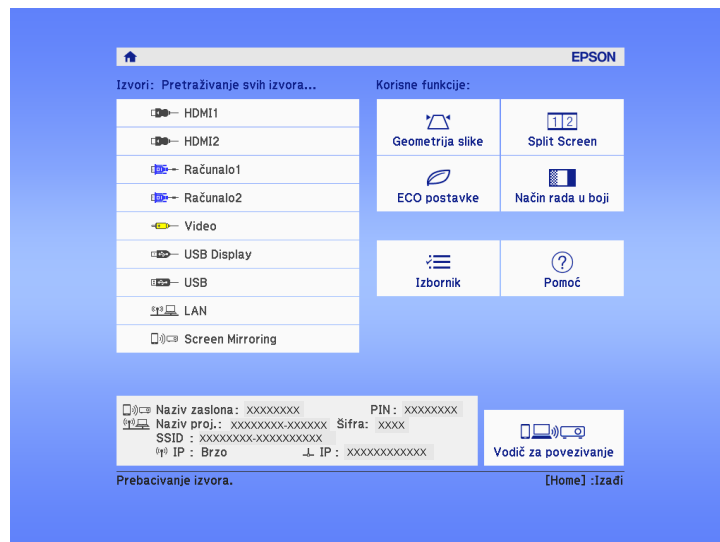 EPSON
Izvori: Pretraživanje svih izvora...
HDMI1
HDMI2
Računalo1
Računalo2
Video
USB Display
USB
LAN
Screen Mirroring
Korisne funkcije:
Geometrija slike
1 2
Split Screen
ECO postavke
Način rada u boji
Izbornik
?
Pomoć
Naziv zaslona: XXXXXXXX PIN: XXXXXXXX
Naziv proj.: XXXXXXXX-XXXXXX Šifra: XXXX
SSID : XXXXXXXX-XXXXXXXXXX
IP : Brzo IP : XXXXXXXXXXXX
Vodič za povezivanje
Prebacivanje izvora. [Home] :Izađi